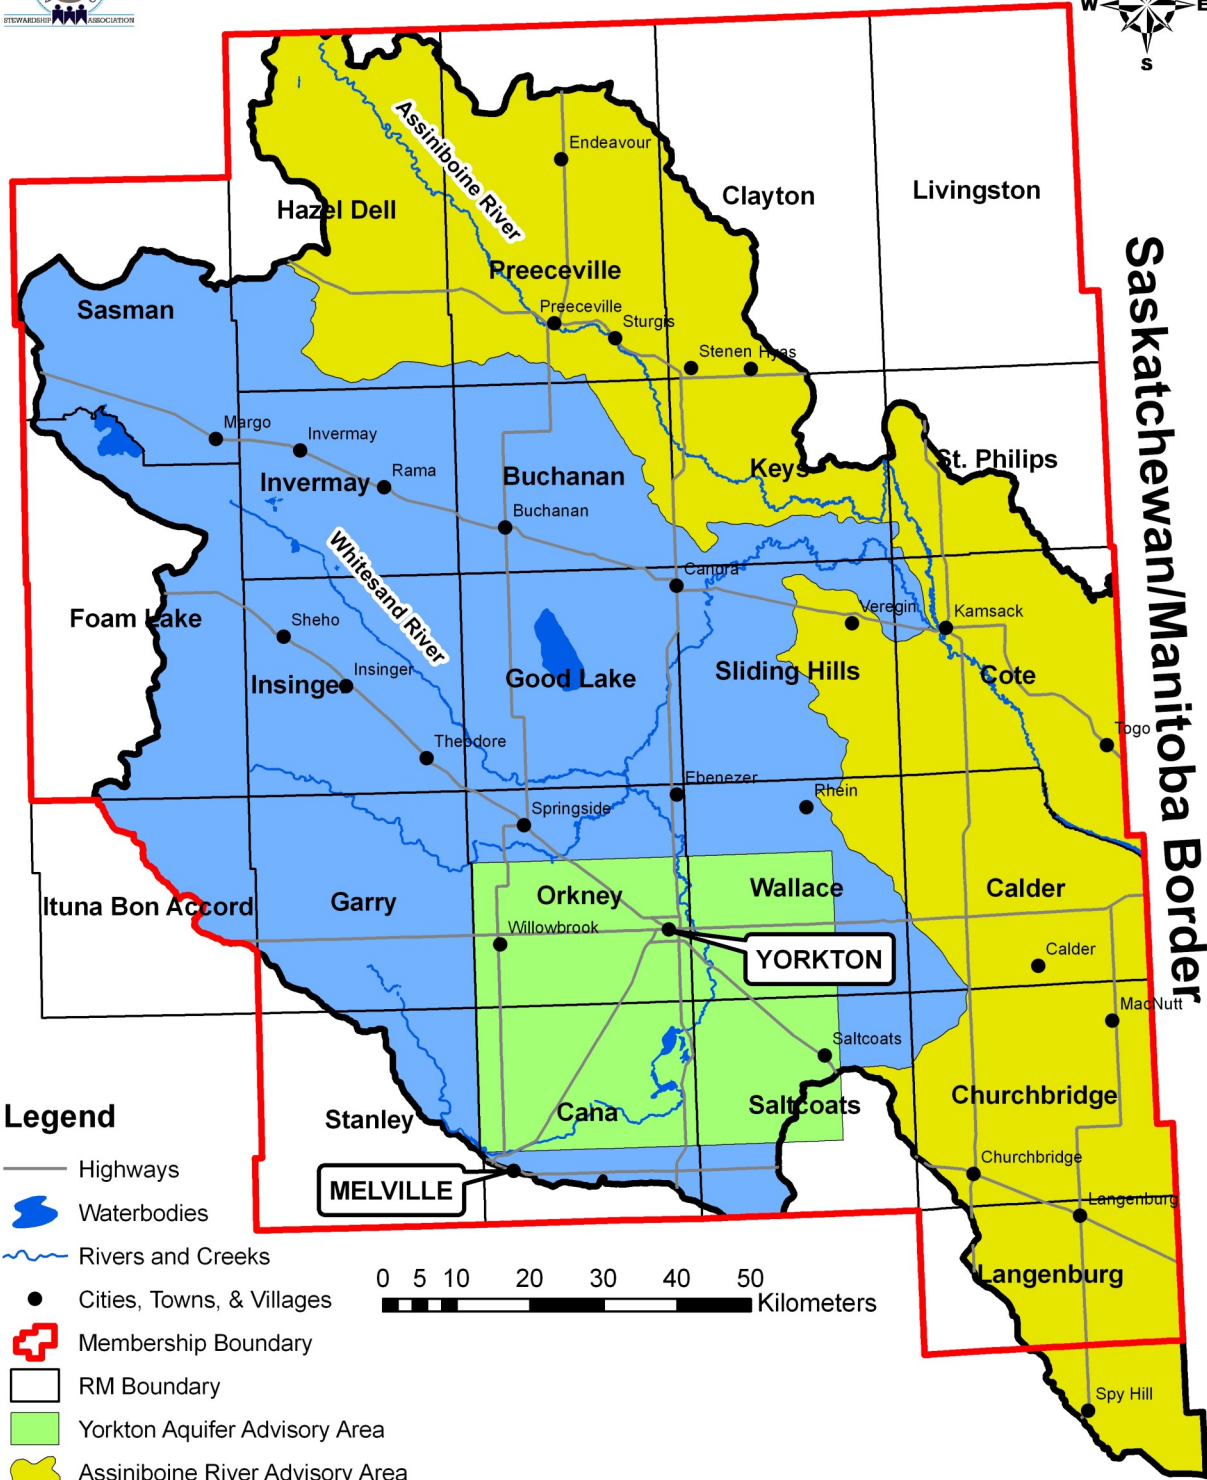 STEWARDSHIP ASSOCIATION
W E
S
Endeavour
Assiniboine River
Clayton
Livingston
Hazel Dell
Preeceville
Sasman
Preeceville
Sturgis
Stenen Hyas
Margo
Invermay
Rama
Invermay
Buchanan
Keys
St. Philips
Buchanan
Whitesand River
Canora
Veregin
Kamsack
Foam Lake
Sheho
Insinger
Insinge
Good Lake
Sliding Hills
Cote
Togo
Theodore
Ebenezer
Rhein
Springside
Saskatchewan/Manitoba Border
Ituna Bon Accord
Garry
Orkney
Wallace
Calder
Willowbrook
YORKTON
Calder
MacNutt
Saltcoats
Stanley
Cana
Saltcoats
Churchbridge
Churchbridge
MELVILLE
Langenburg
Langenburg
Spy Hill
Legend
Highways
Waterbodies
Rivers and Creeks
Cities, Towns, & Villages
Membership Boundary
RM Boundary
Yorkton Aquifer Advisory Area
Assiniboine River Advisory Area
0 5 10 20 30 40 50
Kilometers